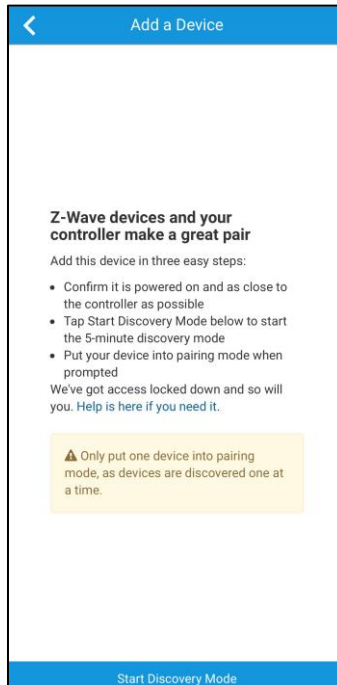 Add a Device
Z-Wave devices and your
controller make a great pair
Add this device in three easy steps:
• Confirm it is powered on and as close to
the controller as possible
• Tap Start Discovery Mode below to start
the 5-minute discovery mode
• Put your device into pairing mode when
prompted
We've got access locked down and so will
you. Help is here if you need it.
Only put one device into pairing
mode, as devices are discovered one at
a time.
Start Discovery Mode